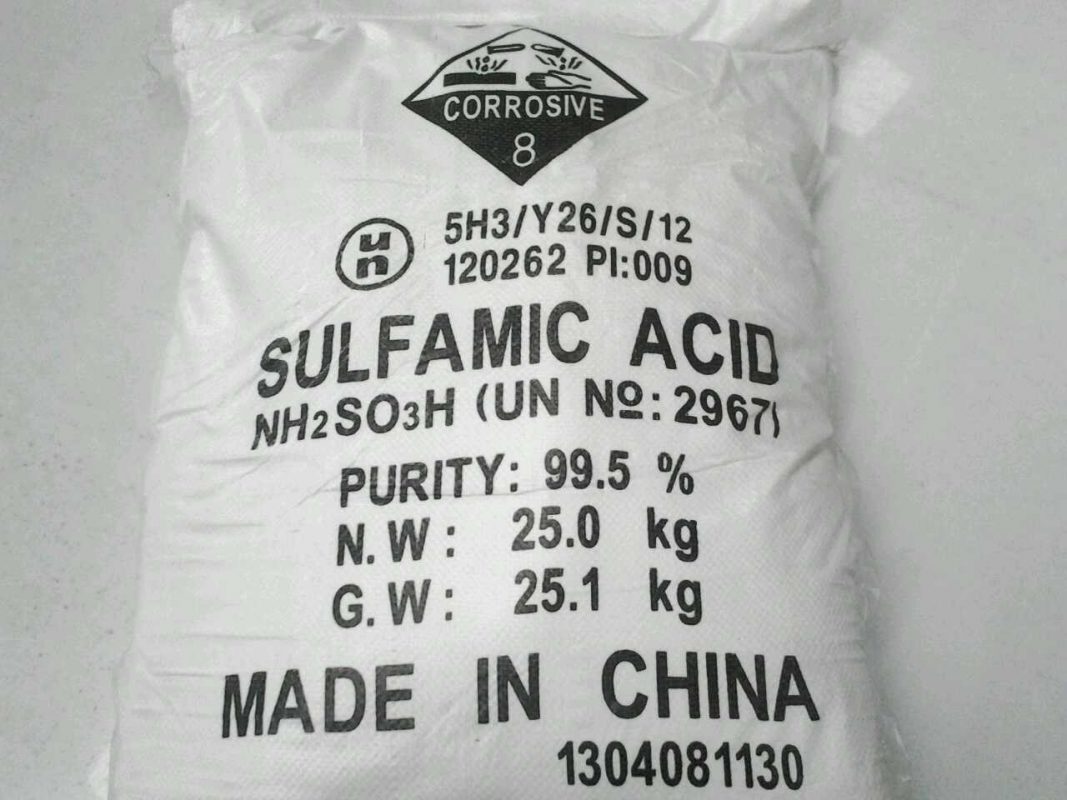 CORROSIVE
8
un
5H3/Y26/S/12
120262 PI:009
SULFAMIC ACID
NH2SO3H (UN Nº: 2967)
PURITY: 99.5 %
N.W: 25.0 kg
G.W: 25.1 kg
MADE IN CHINA
1304081130